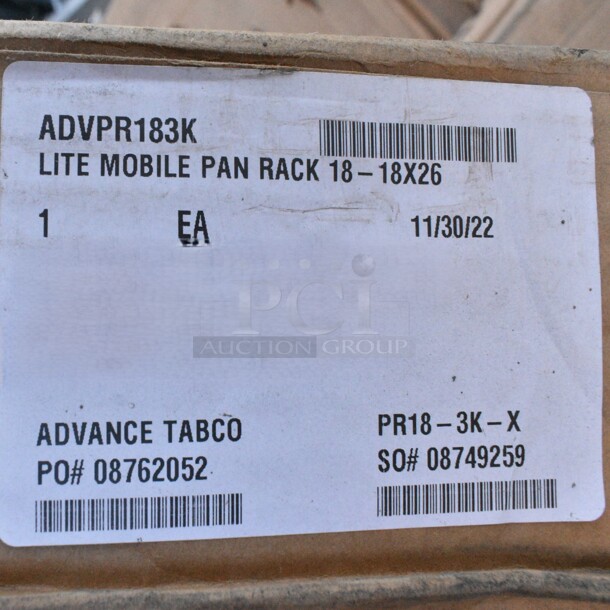 ADVPR183K
LITE MOBILE PAN RACK 18-18X26
1 EA 11/30/22
PCi
AUCTION GROUP
ADVANCE TABCO PR18-3K-X
PO# 08762052 SO# 08749259